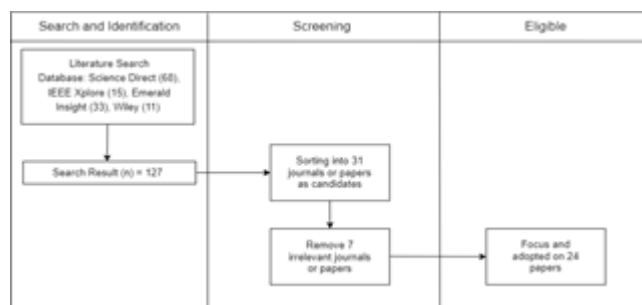 Search and Identification
Screening
Eligible
Literature Search
Database: Science Direct (68),
IEEE Xplore (15), Emerald
Insight (33), Wiley (11)
Search Result (n) = 127
Sorting into 31
journals or papers
as candidates
Remove 7
irrelevant journals
or papers
Focus and
adopted on 24
papers